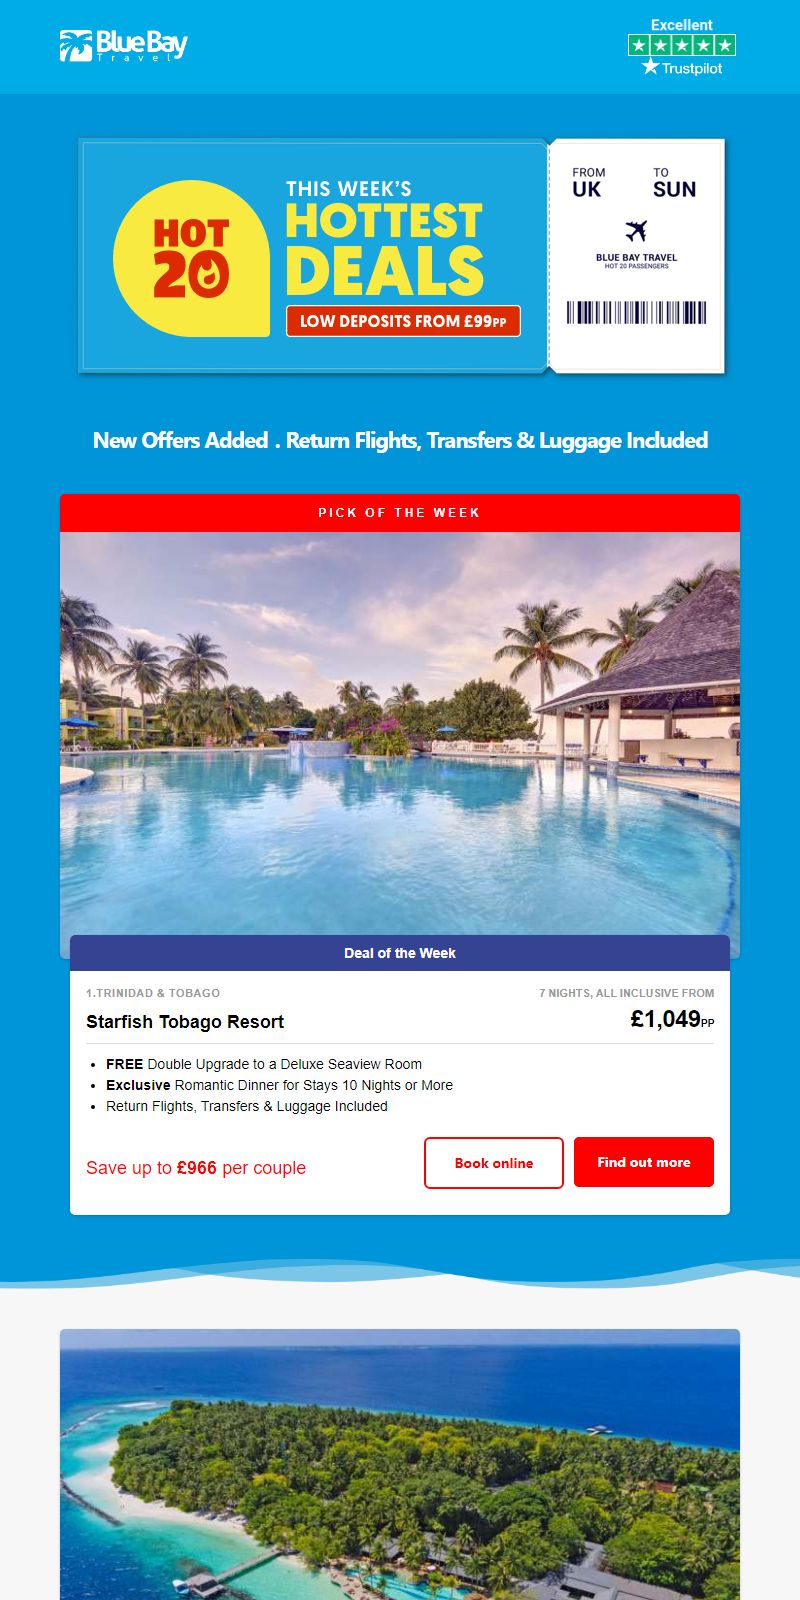 Blue Bay
Travel
Excellent
Trustpilot
HOT
20
THIS WEEK'S
HOTTEST
DEALS
LOW DEPOSITS FROM £99PP
FROM
UK
TO
SUN
BLUE BAY TRAVEL
HOT 20 PASSENGERS
New Offers Added . Return Flights, Transfers & Luggage Included
PICK OF THE WEEK
Deal of the Week
1.TRINIDAD & TOBAGO
7 NIGHTS, ALL INCLUSIVE FROM
Starfish Tobago Resort
£1,049PP
• FREE Double Upgrade to a Deluxe Seaview Room
• Exclusive Romantic Dinner for Stays 10 Nights or More
• Return Flights, Transfers & Luggage Included
Save up to £966 per couple
Book online
Find out more